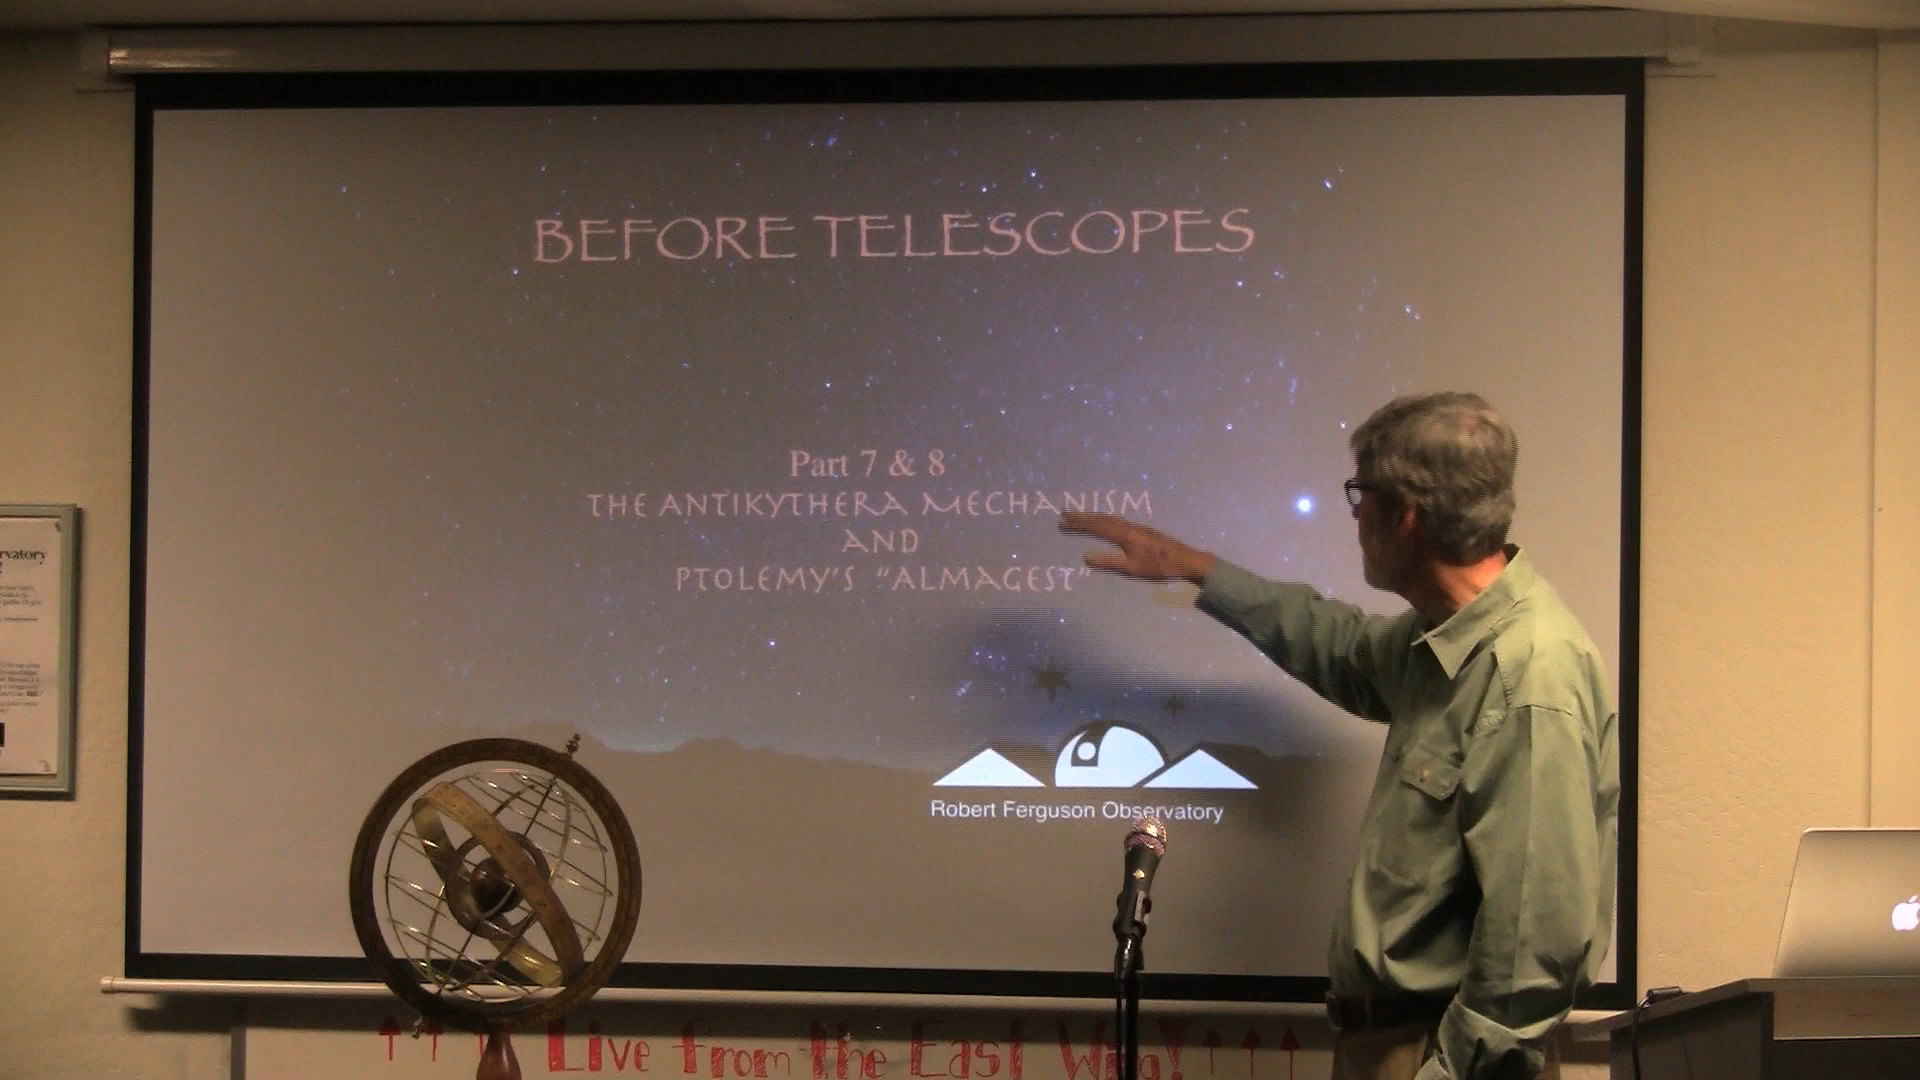 BEFORE TELESCOPES
Part 7 & 8
THE ANTIKYTHERA MECHANISM
AND
PTOLEMY'S "ALMAGEST"
Robert Ferguson Observatory
Live from the East Wing!